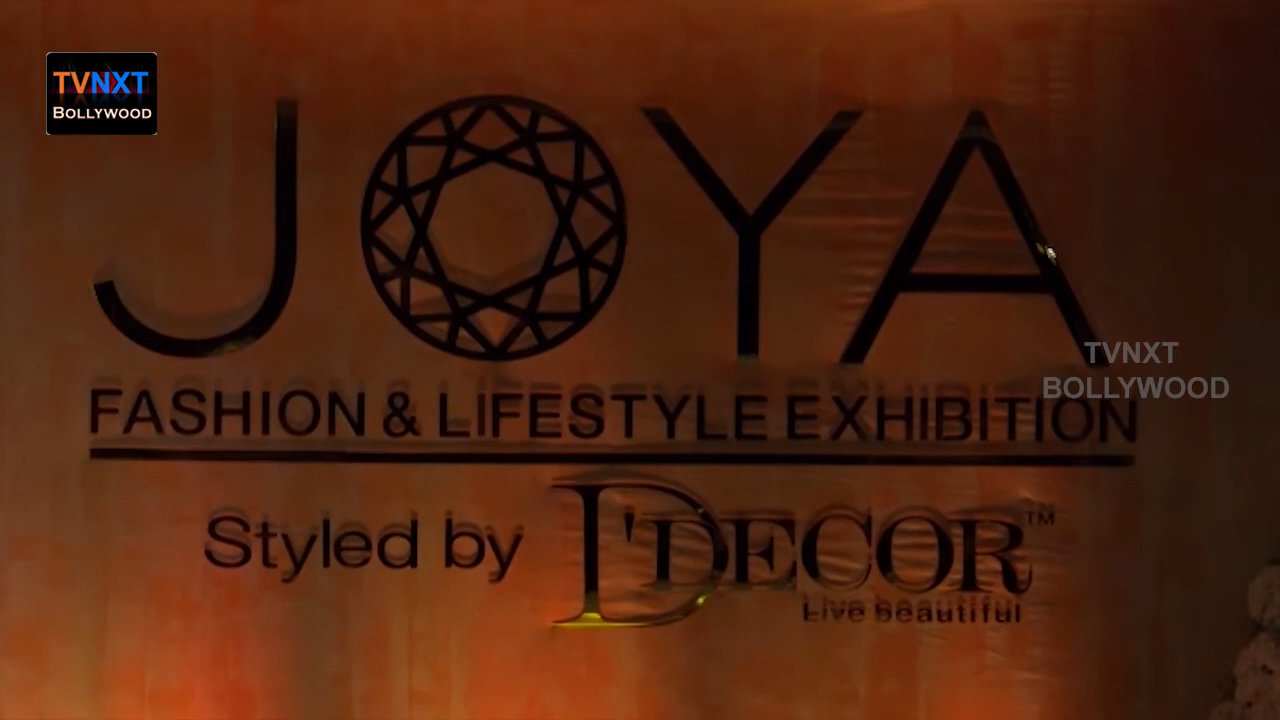 TVNXT
BOLLYWOOD
JOYA
TVNXT
BOLLYWOOD
FASHION & LIFESTYLE EXHIBITION
Styled by D'DECOR™
Live beautiful